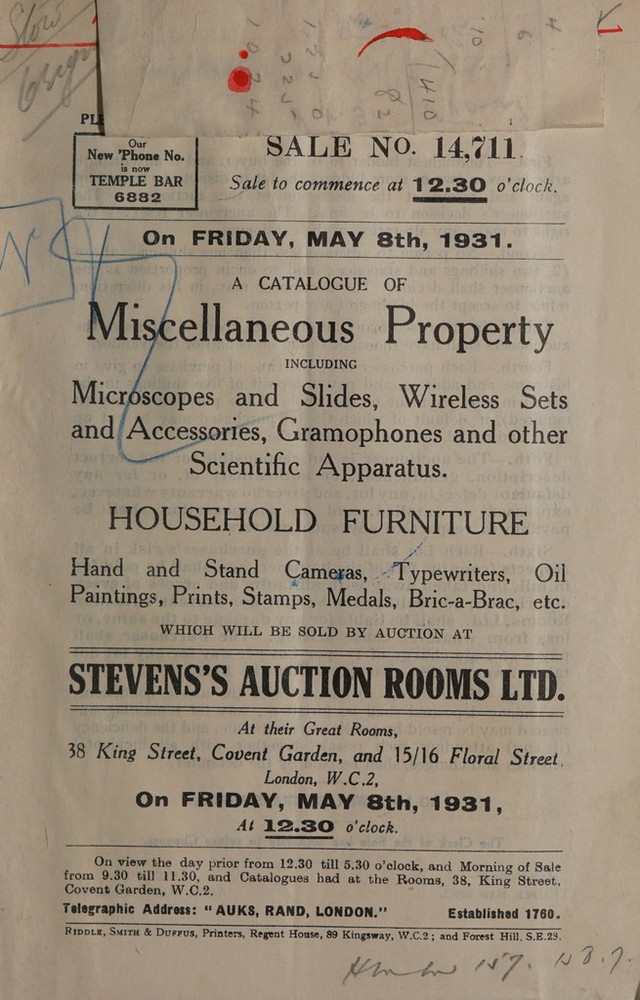 Slow
PL
Our
New 'Phone No.
is now
TEMPLE BAR
6882
SALE NO. 14,711.
Sale to commence at 12.30 o'clock.
On FRIDAY, MAY 8th, 1931.
A CATALOGUE OF
Miscellaneous Property
INCLUDING
Microscopes and Slides, Wireless Sets
and Accessories, Gramophones and other
Scientific Apparatus.
HOUSEHOLD FURNITURE
Hand and Stand Cameras, Typewriters, Oil
Paintings, Prints, Stamps, Medals, Bric-a-Brac, etc.
WHICH WILL BE SOLD BY AUCTION AT
STEVENS'S AUCTION ROOMS LTD.
At their Great Rooms,
38 King Street, Covent Garden, and 15/16 Floral Street,
London, W.C.2,
On FRIDAY, MAY 8th, 1931,
At 12.30 o'clock.
On view the day prior from 12.30 till 5.30 o'clock, and Morning of Sale
from 9.30 till 11.30, and Catalogues had at the Rooms, 38, King Street,
Covent Garden, W.C.2.
Telegraphic Address: "AUKS, RAND, LONDON."
Established 1760.
RIDDLE, SMITH & DUFFUS, Printers, Regent House, 89 Kingsway, W.C.2; and Forest Hill, S.E.23.